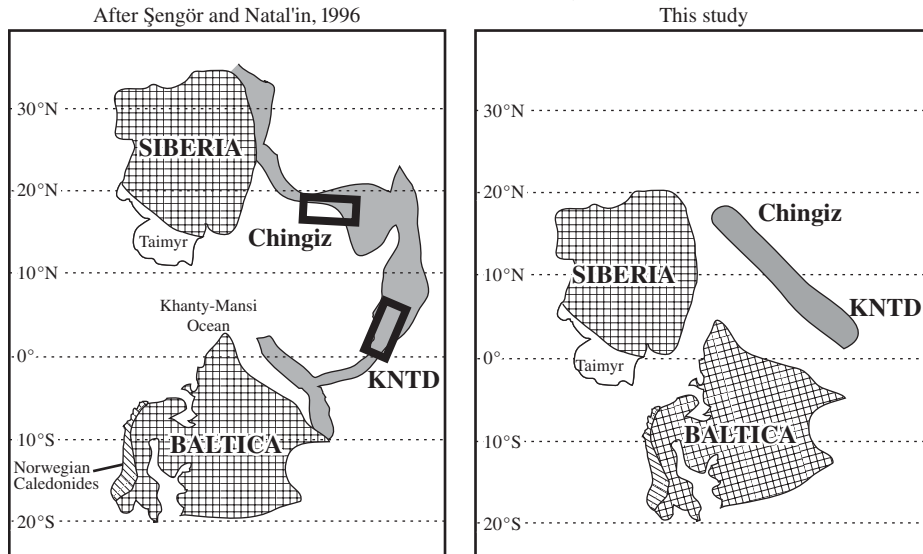 After Şengör and Natal'in, 1996
30°N
SIBERIA
20°N
Chingiz
Taimyr
10°N
Khanty-Mansi
Ocean
0°
KNTD
10°S
BALTICA
Norwegian
Caledonides
20°S
This study
30°N
20°N
Chingiz
SIBERIA
10°N
KNTD
0°
Taimyr
10°S
BALTICA
20°S